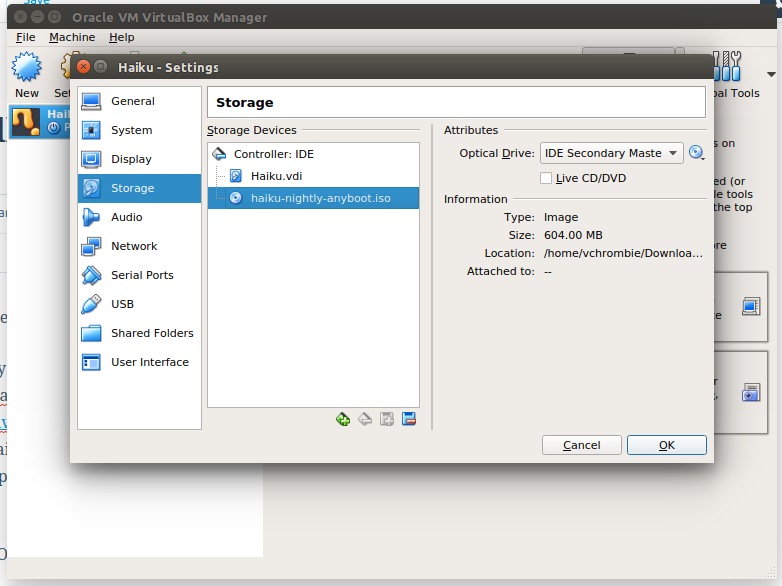 Save
Oracle VM VirtualBox Manager
File Machine Help
New
Haiku - Settings
General
System
Display
Storage
Audio
Network
Serial Ports
USB
Shared Folders
User Interface
Storage
Storage Devices
Controller: IDE
Haiku.vdi
haiku-nightly-anyboot.iso
Attributes
Optical Drive: IDE Secondary Maste
Live CD/DVD
Information
Type: Image
Size: 604.00 MB
Location: /home/vchrombie/Downloa...
Attached to: --
Cancel OK
Tools
s on
ed (or
le tools
the top